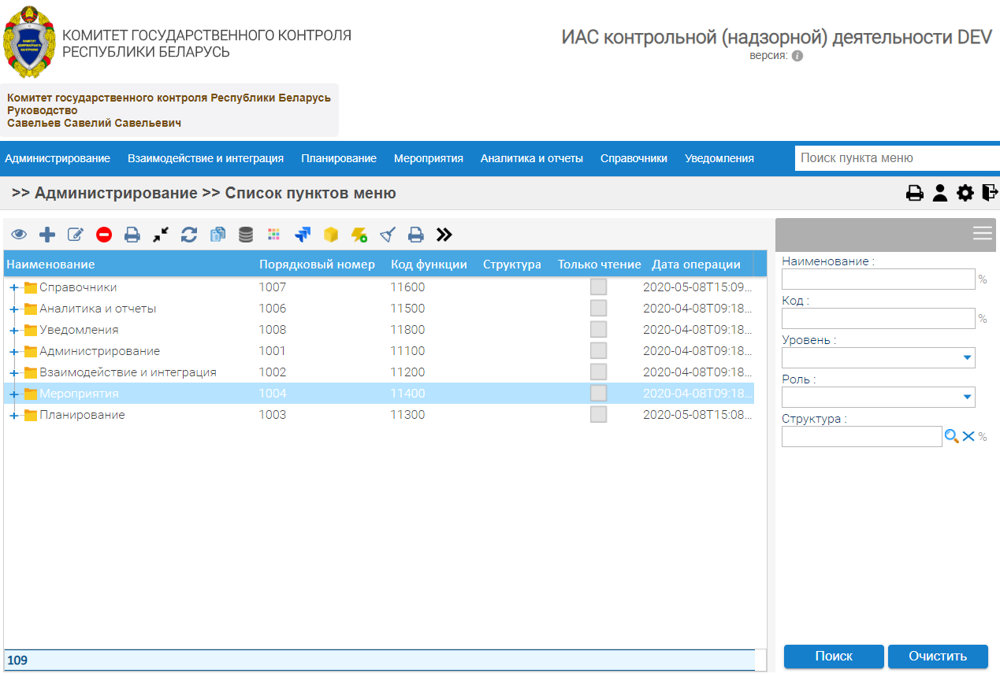 КОМИТЕТ ГОСУДАРСТВЕННОГО КОНТРОЛЯ
РЕСПУБЛИКИ БЕЛАРУСЬ
ИАС контрольной (надзорной) деятельности DEV
версия:
Комитет государственного контроля Республики Беларусь
Руководство
Савельев Савелий Савельевич
Администрирование Взаимодействие и интеграция Планирование Мероприятия Аналитика и отчеты Справочники Уведомления Поиск пункта меню
>> Администрирование >> Список пунктов меню
Наименование Порядковый номер Код функции Структура Только чтение Дата операции
Справочники 1007 11600 2020-05-08T15:09...
Аналитика и отчеты 1006 11500 2020-04-08T09:18...
Уведомления 1008 11800 2020-04-08T09:18...
Администрирование 1001 11100 2020-04-08T09:18...
Взаимодействие и интеграция 1002 11200 2020-04-08T09:18...
Мероприятия 1004 11400 2020-04-08T09:18...
Планирование 1003 11300 2020-05-08T15:08...
109
Наименование :
%
Код :
%
Уровень :
Роль :
Структура :
%
Поиск Очистить